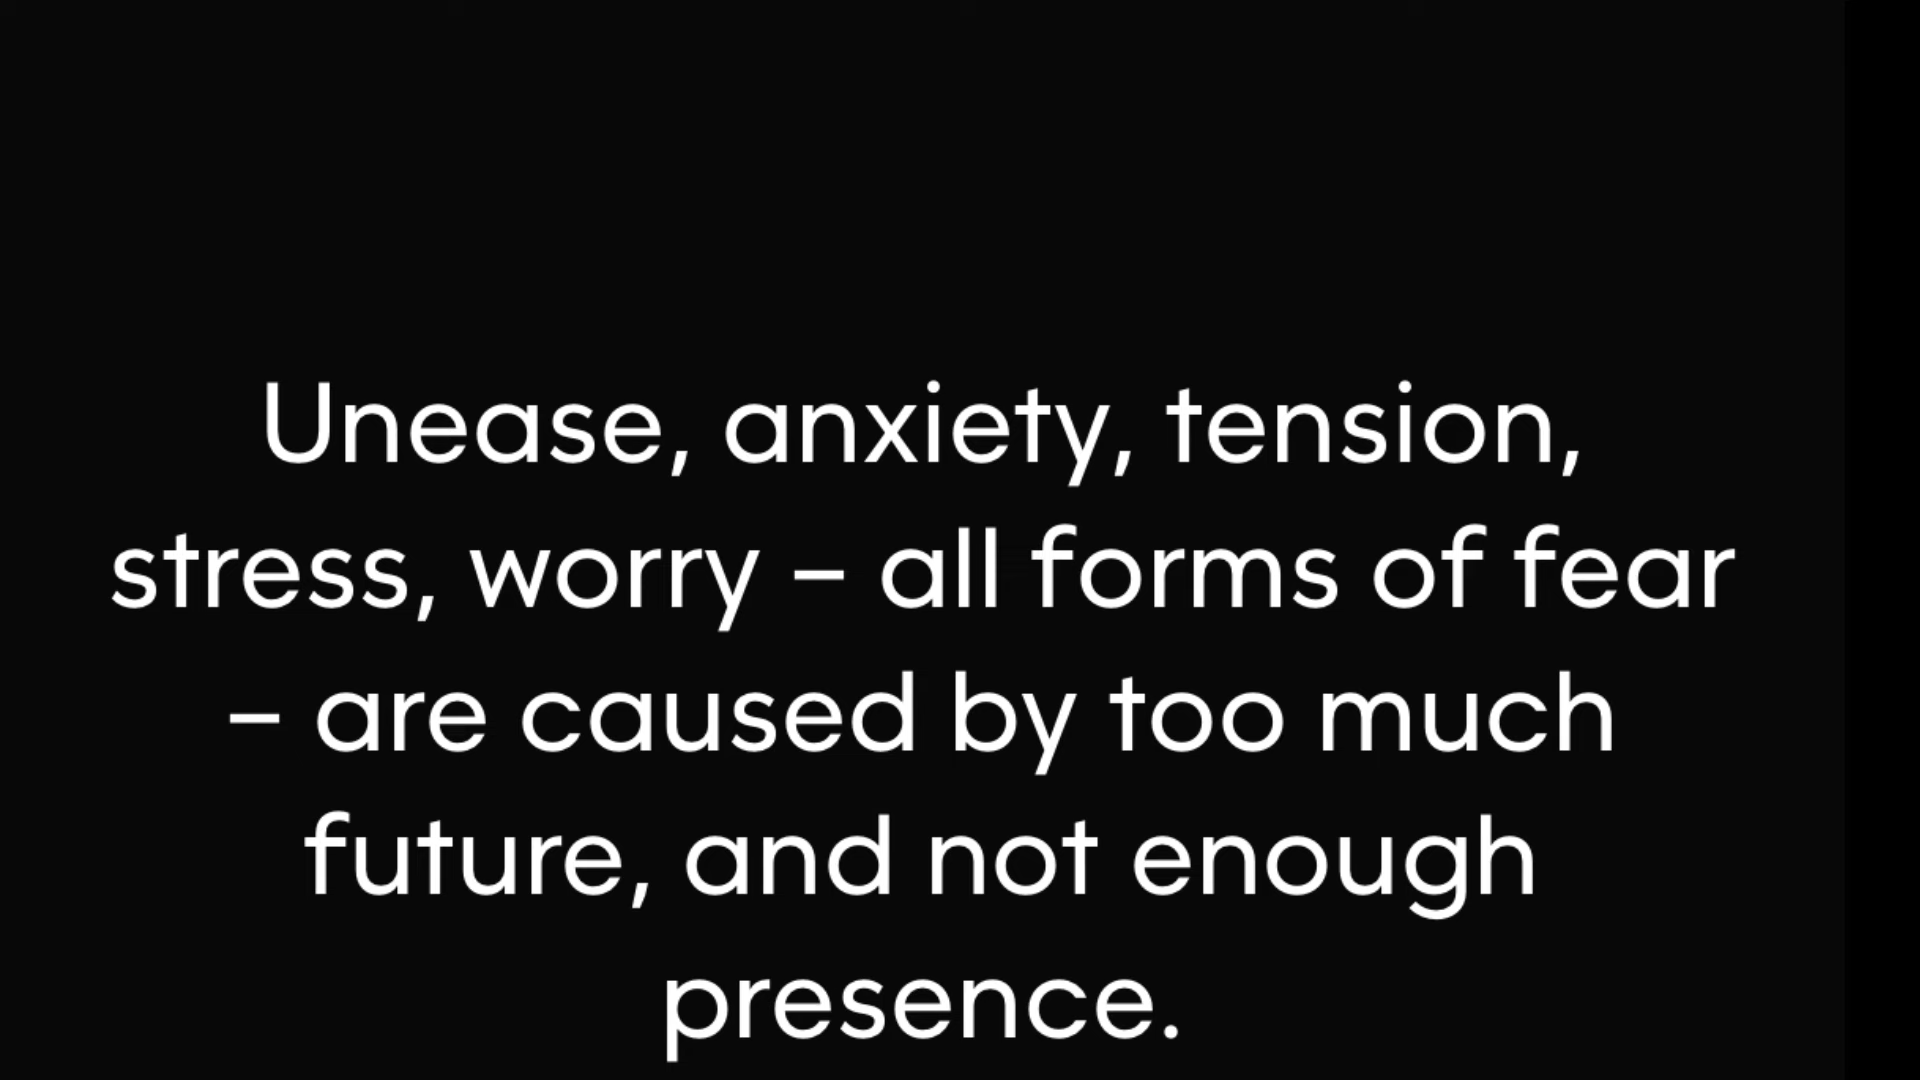 Unease, anxiety, tension,
stress, worry – all forms of fear
– are caused by too much
future, and not enough
presence.